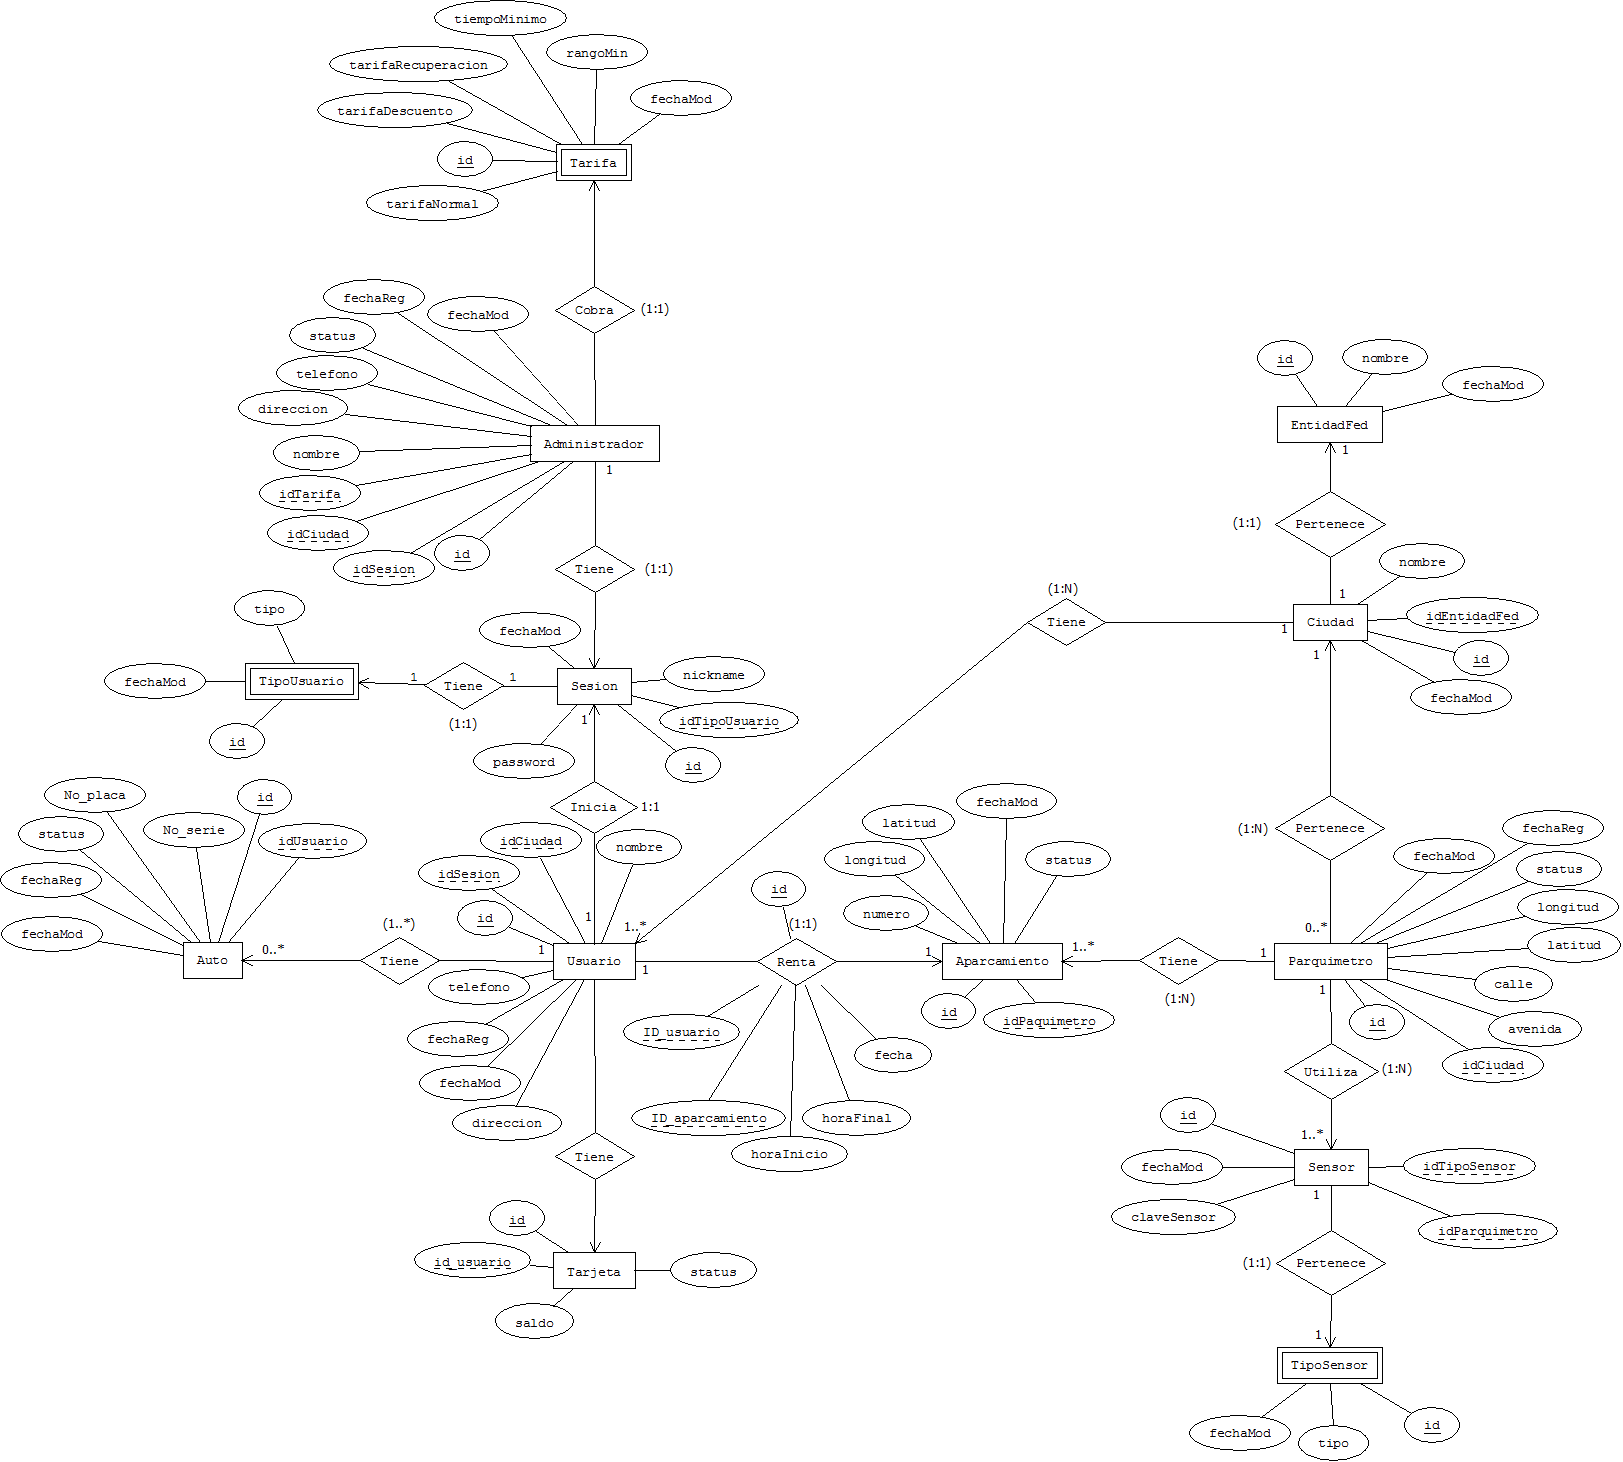 tiempoMinimo
rangoMin
tarifaRecuperacion
fechaMod
tarifaDescuento
id
Tarifa
tarifaNormal
Cobra
(1:1)
fechaReg
fechaMod
status
telefono
direccion
nombre
idTarifa
idCiudad
idSesion
id
Administrador
1
Tiene
(1:1)
tipo
fechaMod
TipoUsuario
id
1
Tiene
1
(1:1)
fechaMod
Sesion
nickname
idTipoUsuario
id
password
1
Inicia
1:1
No_placa
id
status
No_serie
idUsuario
fechaReg
fechaMod
Auto
0..*
(1..*)
Tiene
1
idCiudad
nombre
idSesion
id
1
1..*
Usuario
1
telefono
fechaReg
fechaMod
direccion
Tiene
id
id_usuario
Tarjeta
status
saldo
id
(1:1)
Renta
ID_usuario
fecha
ID_aparcamiento
horaFinal
horaInicio
1
fechaMod
latitud
longitud
status
numero
Aparcamiento
id
idPaquimetro
1..*
Tiene
1
(1:N)
id
nombre
fechaMod
EntidadFed
1
(1:1)
Pertenece
nombre
1
(1:N)
Tiene
1
Ciudad
idEntidadFed
id
fechaMod
1
(1:N)
Pertenece
0..*
fechaReg
fechaMod
status
longitud
latitud
Parquimetro
calle
avenida
id
idCiudad
1
Utiliza
(1:N)
1..*
id
fechaMod
Sensor
idTipoSensor
claveSensor
idParquimetro
1
(1:1)
Pertenece
1
TipoSensor
fechaMod
tipo
id